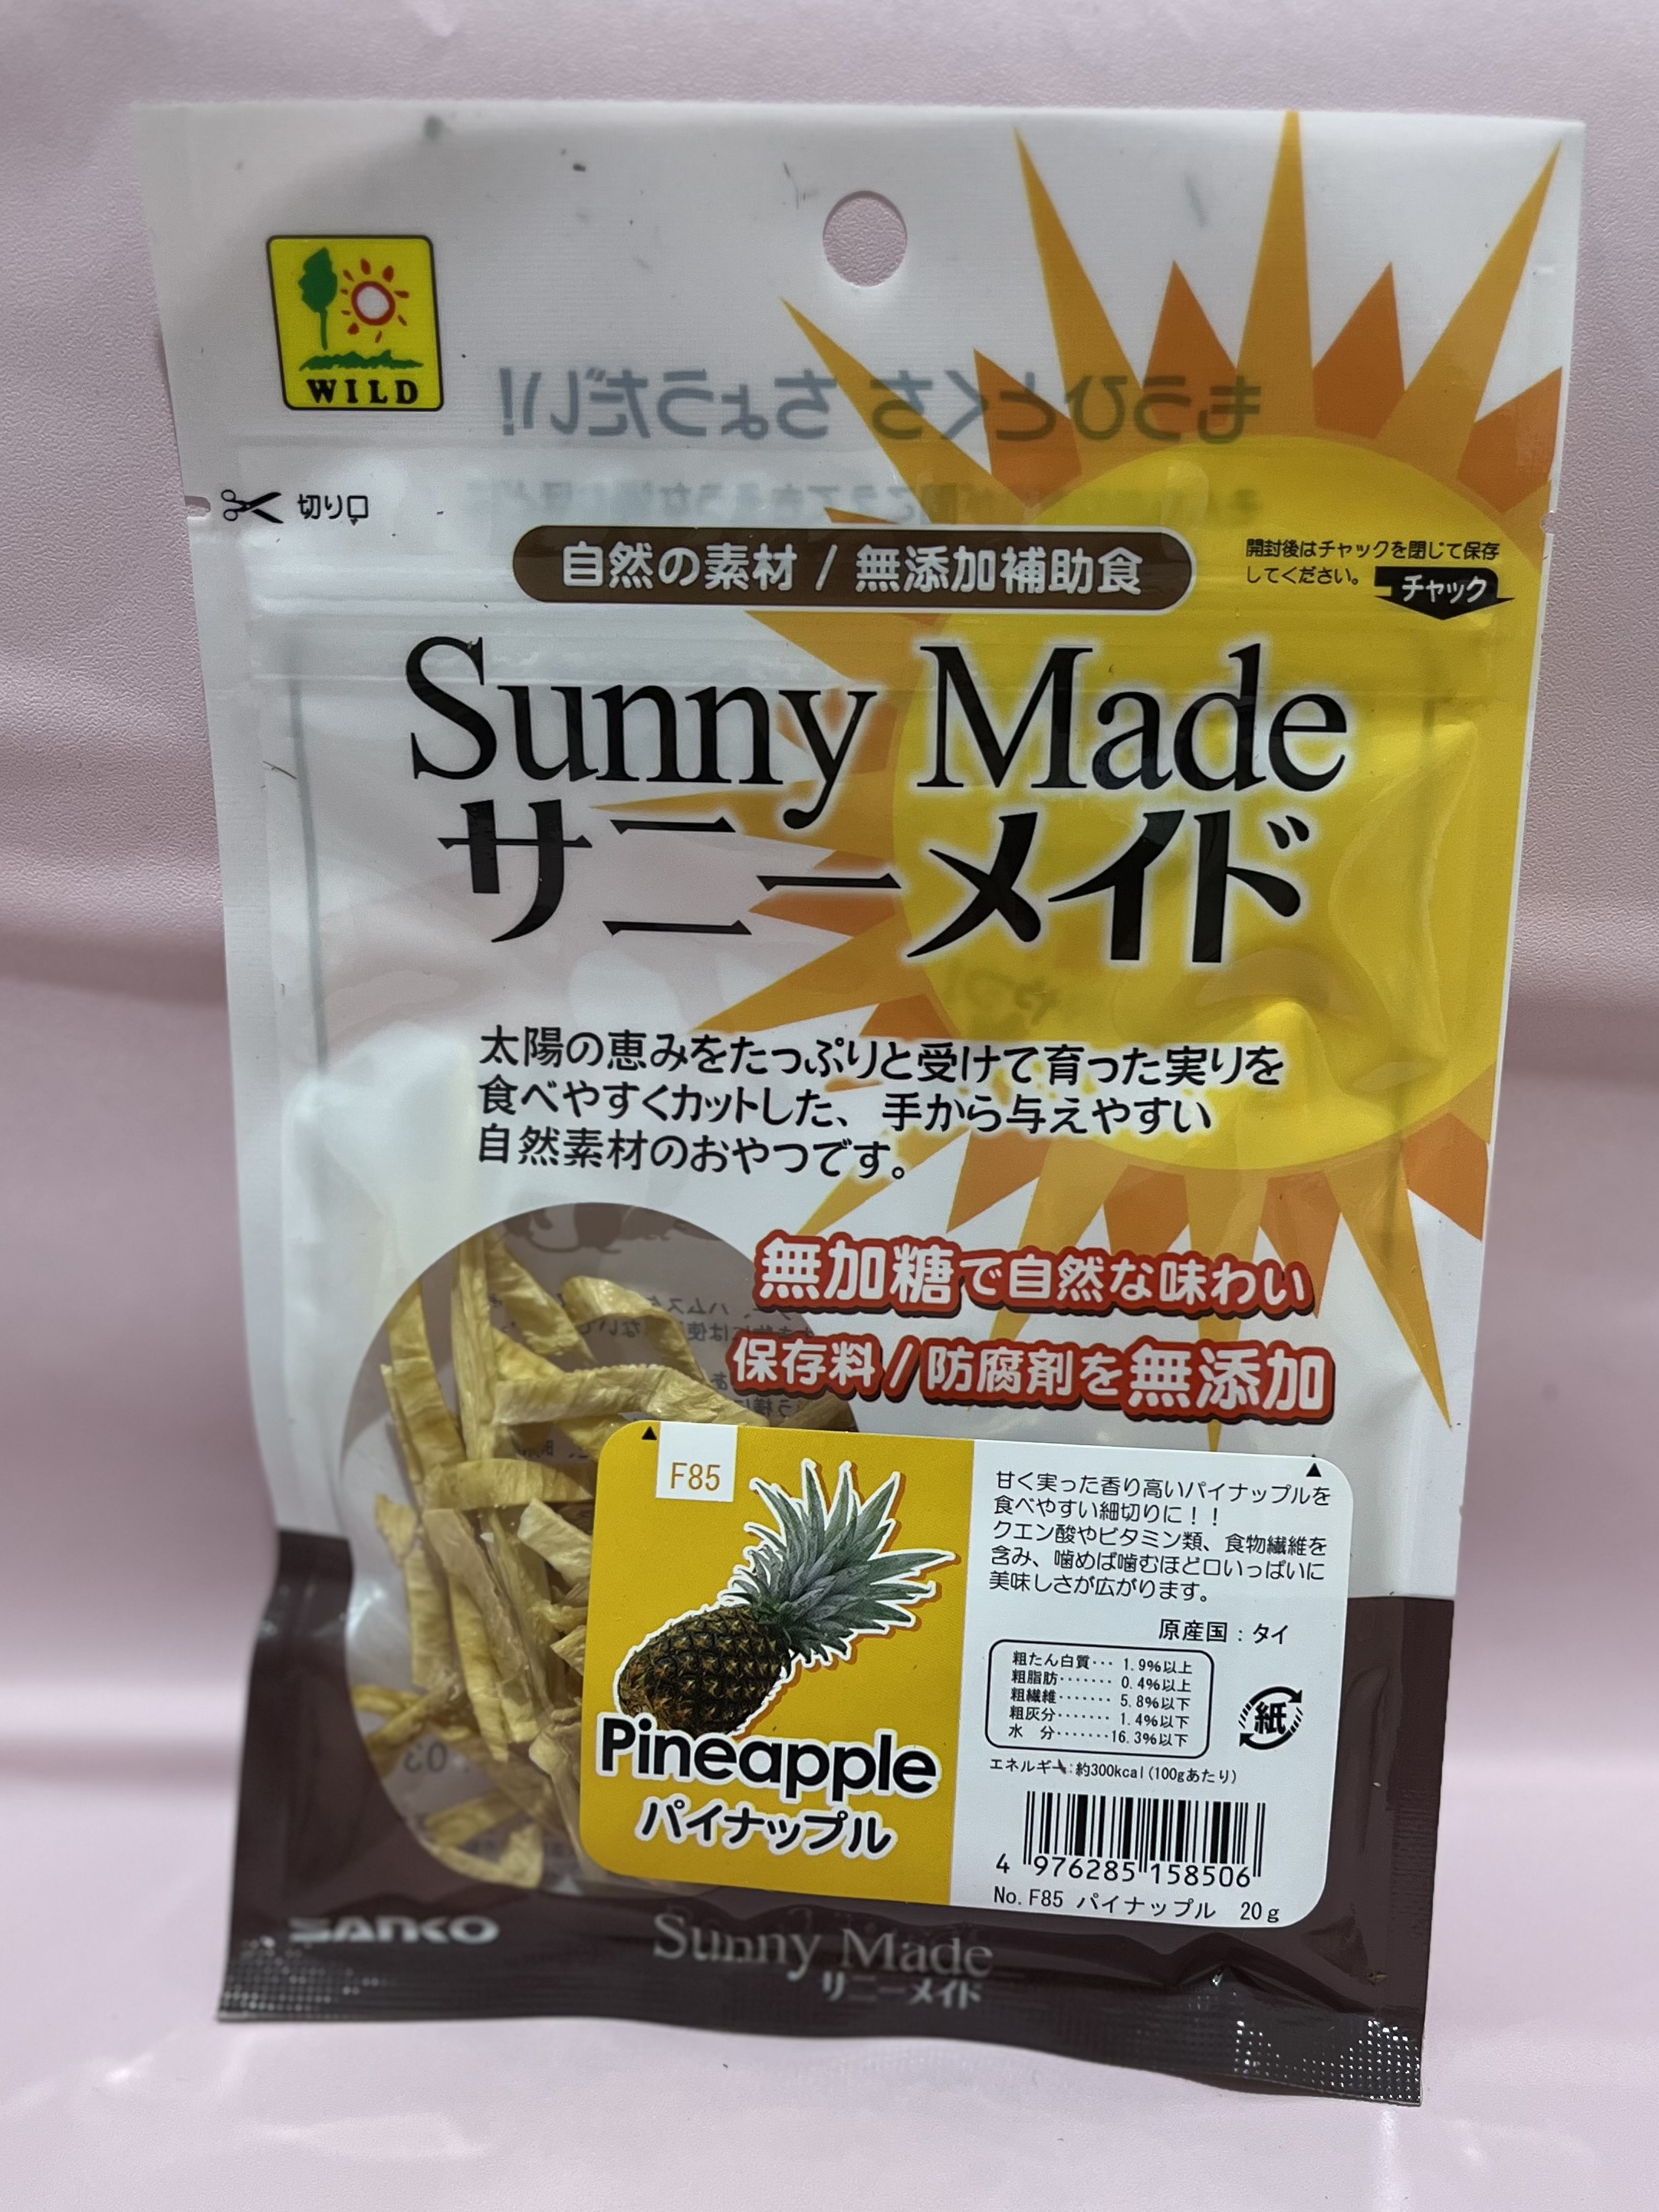 WILD
もうひとくち ちょうだい!
切り口
自然の素材 / 無添加補助食
開封後はチャックを閉じて保存
してください。
チャック
Sunny Made
サニーメイド
太陽の恵みをたっぷりと受けて育った実りを
食べやすくカットした、手から与えやすい
自然素材のおやつです。
無加糖で自然な味わい
保存料/防腐剤を無添加
F85
Pineapple
パイナップル
甘く実った香り高いパイナップルを
食べやすい細切りに!!
クエン酸やビタミン類、食物繊維を
含み、噛めば噛むほど口いっぱいに
美味しさが広がります。
原産国:タイ
粗たん白質… 1.9%以上
粗脂肪……… 0.4%以上
粗繊維……… 5.8%以下
粗灰分……… 1.4%以下
水 分………16.3%以下
紙
エネルギー:約300kcal(100gあたり)
4 976285 158506
No.F85 パイナップル 20g
SANKO
Sunny Made
サニーメイド